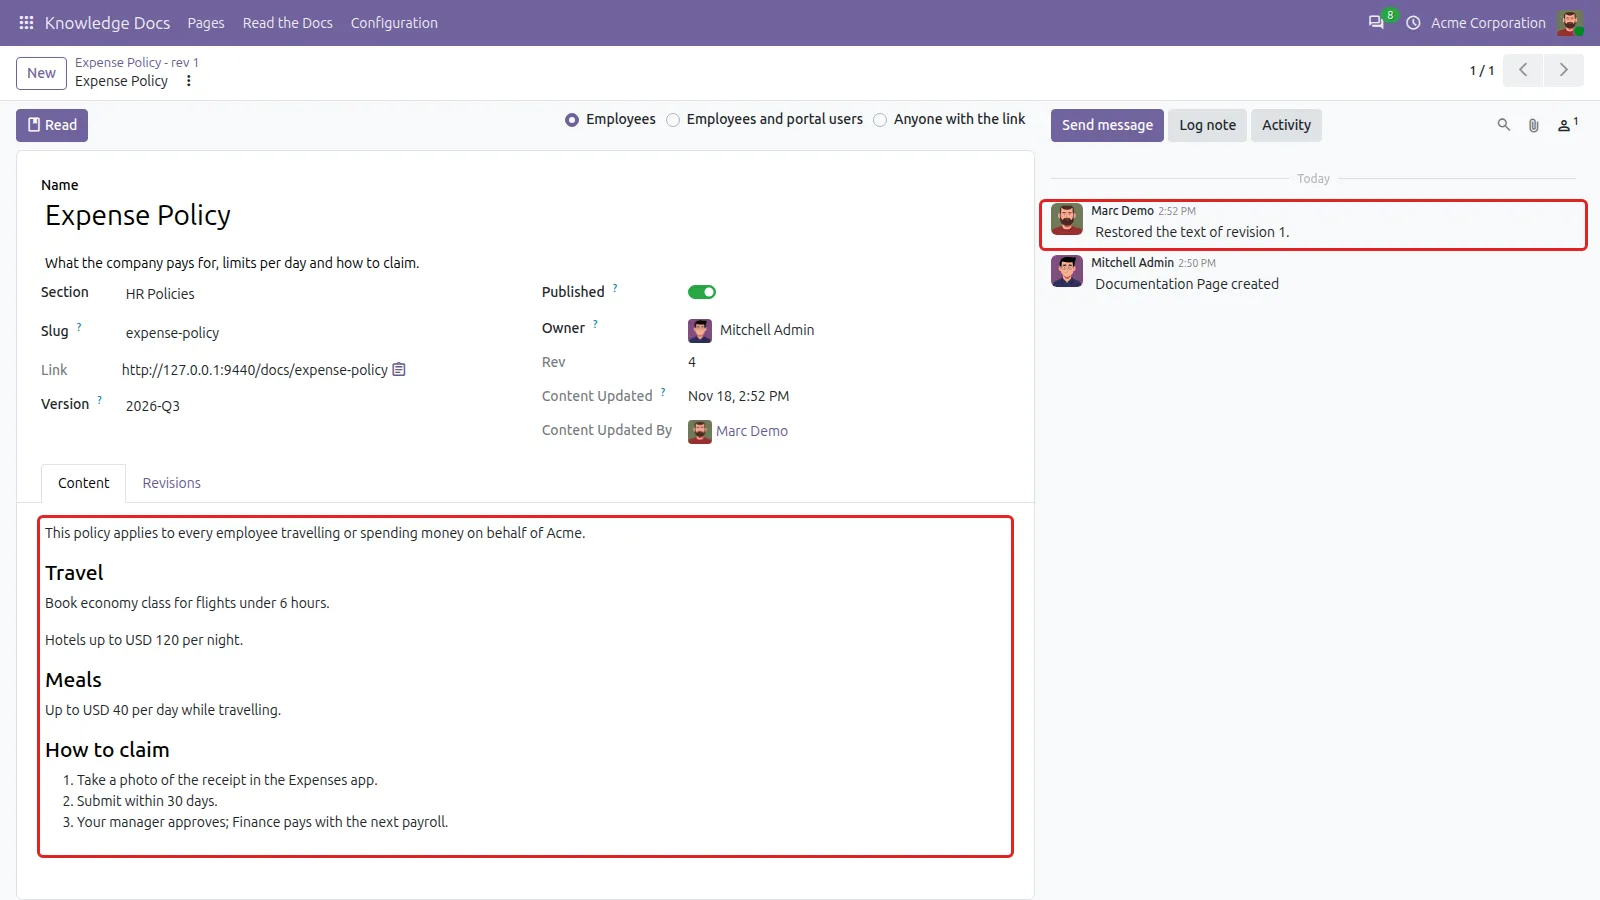 Knowledge Docs Pages Read the Docs Configuration 8 Acme Corporation
New Expense Policy - rev 1
Expense Policy 1 / 1
Read Employees Employees and portal users Anyone with the link Send message Log note Activity 1
Today
Name
Expense Policy
What the company pays for, limits per day and how to claim.
Section HR Policies
Slug ? expense-policy
Link http://127.0.0.1:9440/docs/expense-policy
Version ? 2026-Q3
Published ?
Owner ? Mitchell Admin
Rev 4
Content Updated ? Nov 18, 2:52 PM
Content Updated By Marc Demo
Content Revisions
This policy applies to every employee travelling or spending money on behalf of Acme.
Travel
Book economy class for flights under 6 hours.
Hotels up to USD 120 per night.
Meals
Up to USD 40 per day while travelling.
How to claim
1. Take a photo of the receipt in the Expenses app.
2. Submit within 30 days.
3. Your manager approves; Finance pays with the next payroll.
Marc Demo 2:52 PM
Restored the text of revision 1.
Mitchell Admin 2:50 PM
Documentation Page created